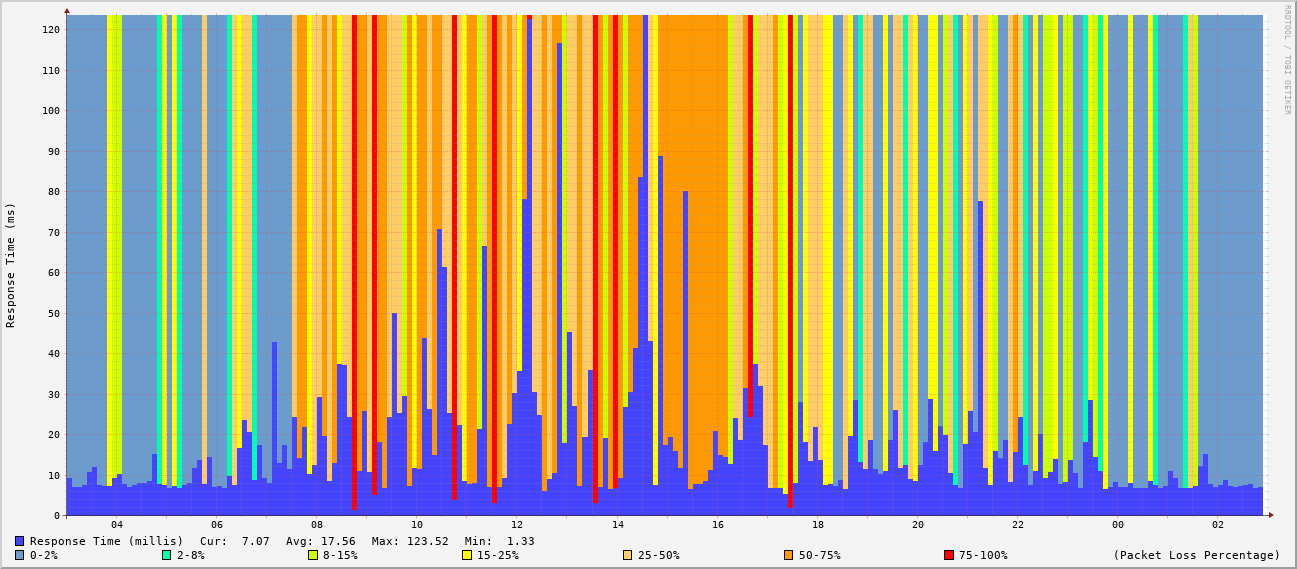 RRDTOOL / TOBI OETIKER
Response Time (ms)
120
110
100
90
80
70
60
50
40
30
20
10
0
04 06 08 10 12 14 16 18 20 22 00 02
Response Time (millis) Cur: 7.07 Avg: 17.56 Max: 123.52 Min: 1.33
0-2% 2-8% 8-15% 15-25% 25-50% 50-75% 75-100% (Packet Loss Percentage)